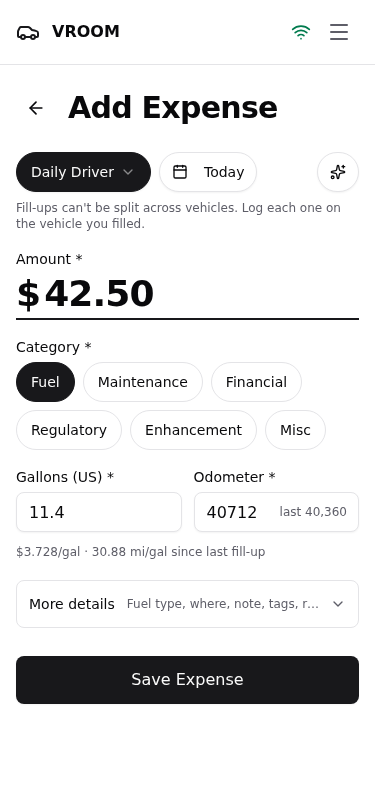 VROOM
Add Expense
Daily Driver
Today
Fill-ups can't be split across vehicles. Log each one on
the vehicle you filled.
Amount *
$ 42.50
Category *
Fuel
Maintenance
Financial
Regulatory
Enhancement
Misc
Gallons (US) *
Odometer *
11.4
40712
last 40,360
$3.728/gal · 30.88 mi/gal since last fill-up
More details
Fuel type, where, note, tags, r...
Save Expense